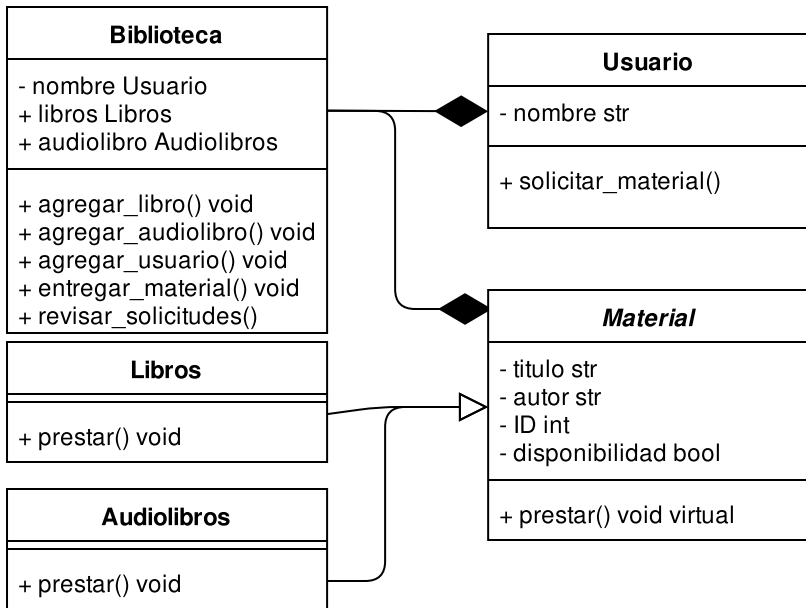 Biblioteca
- nombre Usuario
+ libros Libros
+ audiolibro Audiolibros
+ agregar_libro() void
+ agregar_audiolibro() void
+ agregar_usuario() void
+ entregar_material() void
+ revisar_solicitudes()
Usuario
- nombre str
+ solicitar_material()
Libros
+ prestar() void
Material
- titulo str
- autor str
- ID int
- disponibilidad bool
+ prestar() void virtual
Audiolibros
+ prestar() void